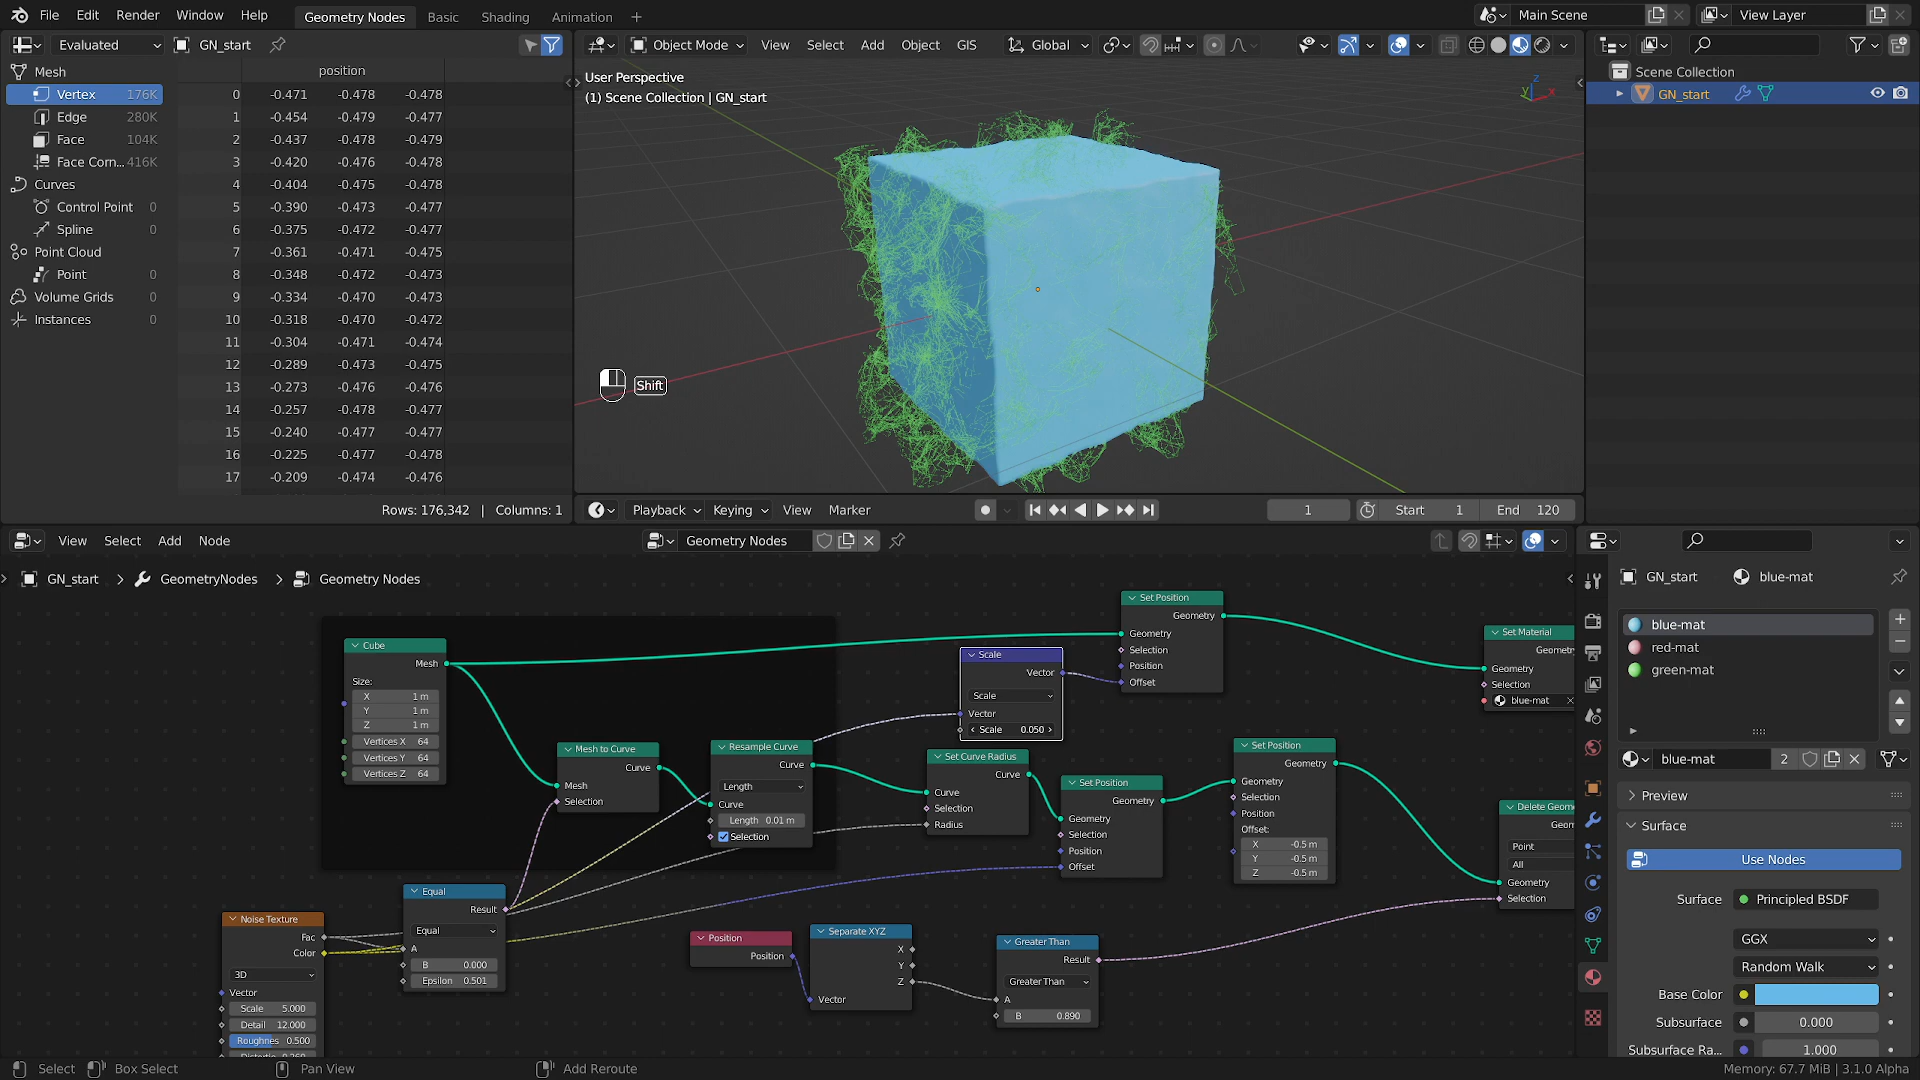 File Edit Render Window Help Geometry Nodes Basic Shading Animation + Main Scene View Layer
Evaluated GN_start
Object Mode View Select Add Object GIS Global
Mesh
Vertex 176K
Edge 280K
Face 104K
Face Corn... 416K
Curves
Control Point 0
Spline 0
Point Cloud
Point 0
Volume Grids 0
Instances 0
position
0 -0.471 -0.478 -0.478
1 -0.454 -0.479 -0.477
2 -0.437 -0.478 -0.479
3 -0.420 -0.476 -0.478
4 -0.404 -0.475 -0.478
5 -0.390 -0.473 -0.477
6 -0.375 -0.472 -0.477
7 -0.361 -0.471 -0.475
8 -0.348 -0.472 -0.473
9 -0.334 -0.470 -0.473
10 -0.318 -0.470 -0.472
11 -0.304 -0.471 -0.474
12 -0.289 -0.473 -0.475
13 -0.273 -0.476 -0.476
14 -0.257 -0.478 -0.477
15 -0.240 -0.477 -0.477
16 -0.225 -0.477 -0.478
17 -0.209 -0.474 -0.476
Rows: 176,342 | Columns: 1
User Perspective
(1) Scene Collection | GN_start
Z
Y X
Shift
Playback Keying View Marker 1 Start 1 End 120
Scene Collection
GN_start
View Select Add Node Geometry Nodes
GN_start > GeometryNodes > Geometry Nodes
Cube
Mesh
Size:
X 1 m
Y 1 m
Z 1 m
Vertices X 64
Vertices Y 64
Vertices Z 64
Mesh to Curve
Curve
Mesh
Selection
Resample Curve
Curve
Length
Curve
Length 0.01 m
Selection
Scale
Vector
Scale
Vector
Scale 0.050
Set Position
Geometry
Geometry
Selection
Position
Offset
Set Curve Radius
Curve
Curve
Selection
Radius
Set Position
Geometry
Geometry
Selection
Position
Offset
Set Position
Geometry
Geometry
Selection
Position
Offset:
X -0.5 m
Y -0.5 m
Z -0.5 m
Set Material
Geometry
Geometry
Selection
blue-mat
Delete Geom
Geom
Point
All
Geometry
Selection
Noise Texture
Fac
Color
3D
Vector
Scale 5.000
Detail 12.000
Roughnes 0.500
Equal
Result
Equal
A
B 0.000
Epsilon 0.501
Position
Position
Separate XYZ
X
Y
Z
Vector
Greater Than
Result
Greater Than
A
B 0.890
GN_start blue-mat
blue-mat
red-mat
green-mat
blue-mat 2
Preview
Surface
Use Nodes
Surface Principled BSDF
GGX
Random Walk
Base Color
Subsurface 0.000
Subsurface Ra... 1.000
Select Box Select Pan View Add Reroute Memory: 67.7 MiB | 3.1.0 Alpha